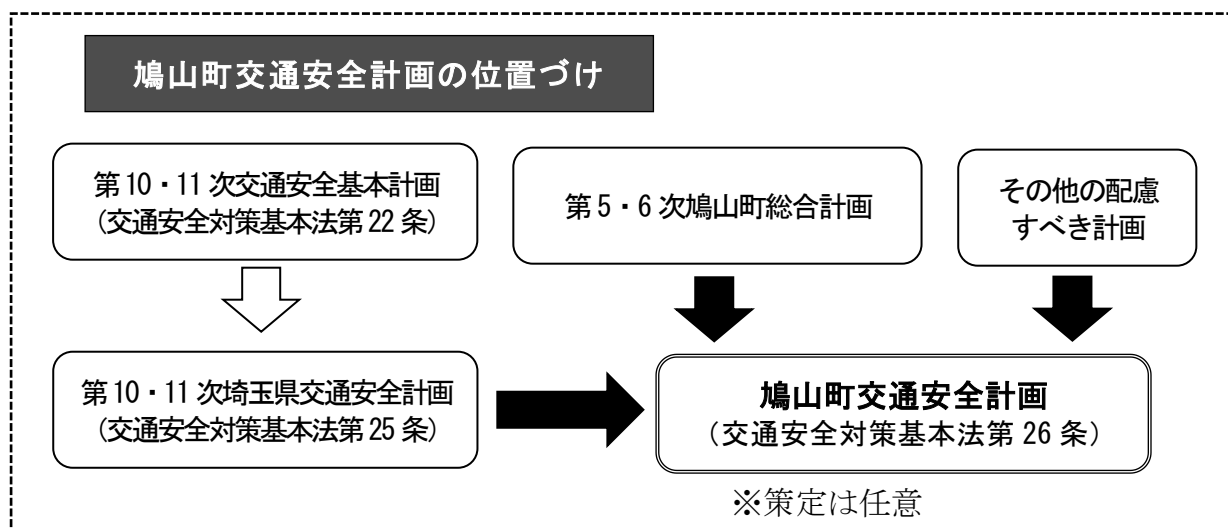 鳩山町交通安全計画の位置づけ
第10・11次交通安全基本計画
(交通安全対策基本法第22条)
第5・6次鳩山町総合計画
その他の配慮
すべき計画
第10・11次埼玉県交通安全計画
(交通安全対策基本法第25条)
鳩山町交通安全計画
(交通安全対策基本法第26条)
※策定は任意